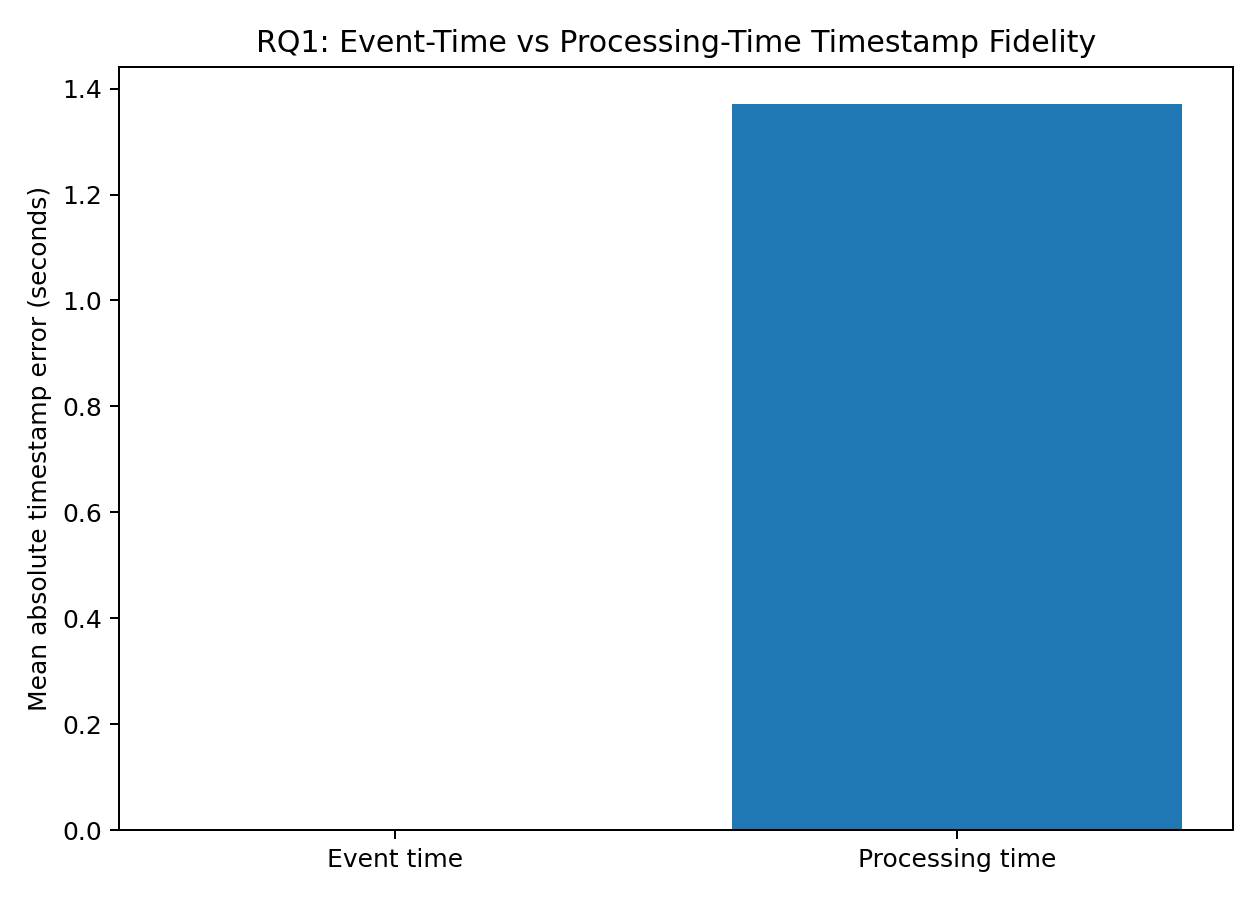 RQ1: Event-Time vs Processing-Time Timestamp Fidelity
Mean absolute timestamp error (seconds)
1.4
1.2
1.0
0.8
0.6
0.4
0.2
0.0
Event time
Processing time